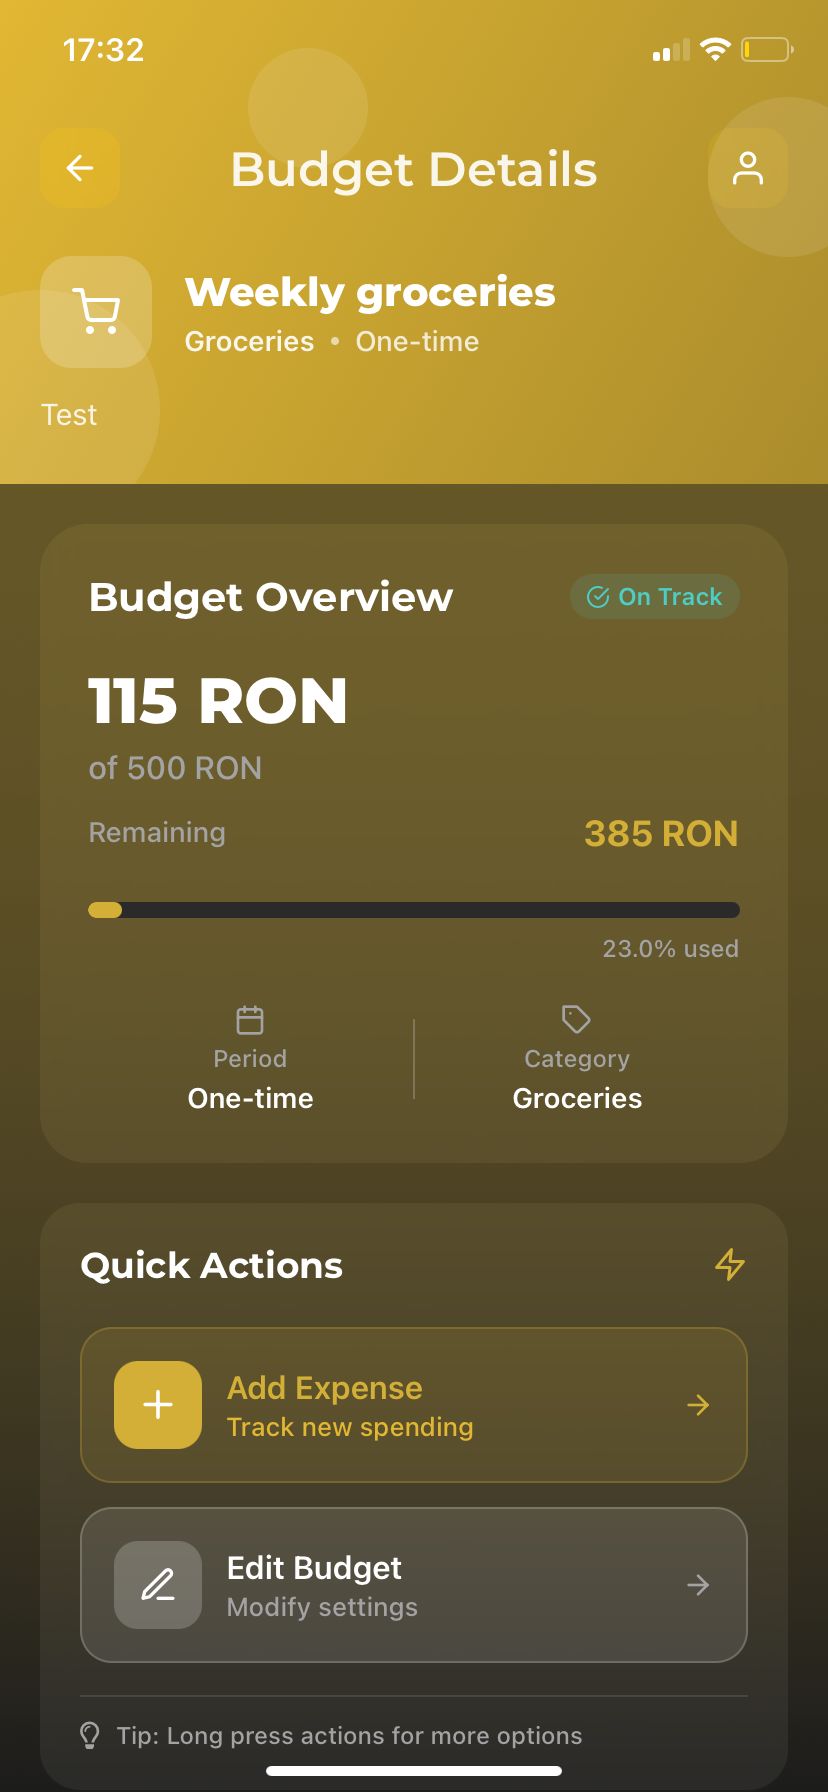 17:32
Budget Details
Weekly groceries
Groceries • One-time
Test
Budget Overview
On Track
115 RON
of 500 RON
Remaining
385 RON
23.0% used
Period
Category
One-time
Groceries
Quick Actions
Add Expense
Track new spending
Edit Budget
Modify settings
Tip: Long press actions for more options